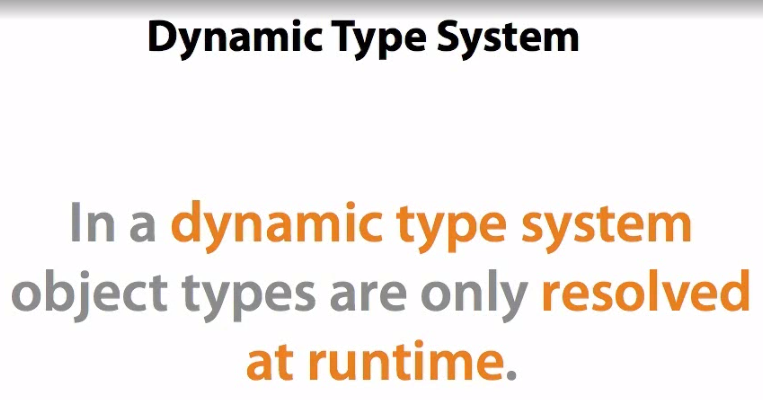 Dynamic Type System
In a dynamic type system
object types are only resolved
at runtime.